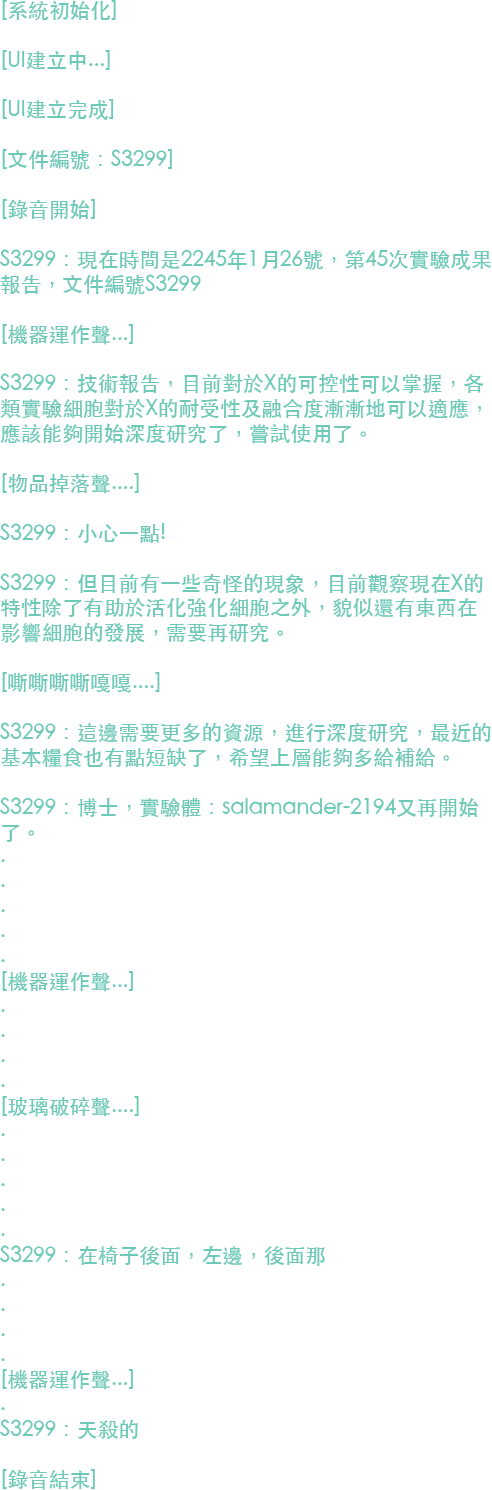 [系統初始化]
[UI建立中...]
[UI建立完成]
[文件編號：S3299]
[錄音開始]
S3299：現在時間是2245年1月26號，第45次實驗成果
報告，文件編號S3299
[機器運作聲...]
S3299：技術報告，目前對於X的可控性可以掌握，各
類實驗細胞對於X的耐受性及融合度漸漸地可以適應，
應該能夠開始深度研究了，嘗試使用了。
[物品掉落聲....]
S3299：小心一點!
S3299：但目前有一些奇怪的現象，目前觀察現在X的
特性除了有助於活化強化細胞之外，貌似還有東西在
影響細胞的發展，需要再研究。
[嘶嘶嘶嘶嘎嘎....]
S3299：這邊需要更多的資源，進行深度研究，最近的
基本糧食也有點短缺了，希望上層能夠多給補給。
S3299：博士，實驗體：salamander-2194又再開始
了。
.
.
.
.
.
[機器運作聲...]
.
.
.
.
[玻璃破碎聲....]
.
.
.
.
.
S3299：在椅子後面，左邊，後面那
.
.
.
.
[機器運作聲...]
.
S3299：天殺的
[錄音結束]